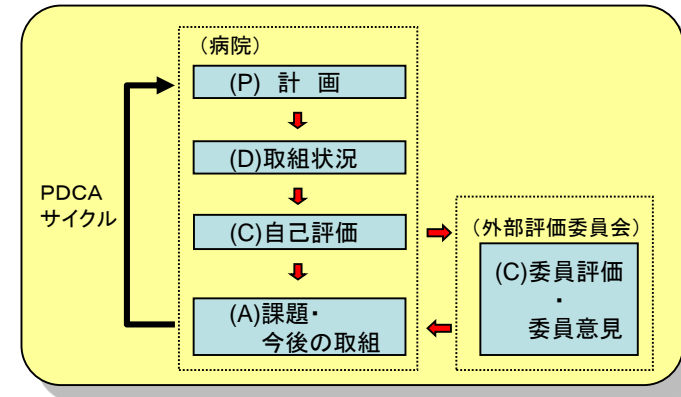 （病院）
(P) 計　画
(D)取組状況
(C)自己評価
(A)課題・
今後の取組
PDCA
サイクル
（外部評価委員会）
(C)委員評価
・
委員意見